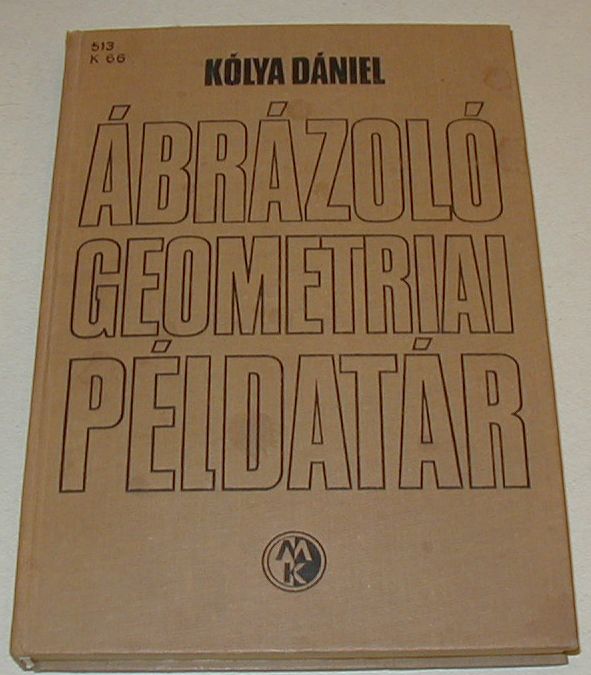 513
K 66
KÓLYA DÁNIEL
ÁBRÁZOLÓ
GEOMETRIAI
PÉLDATÁR
MK